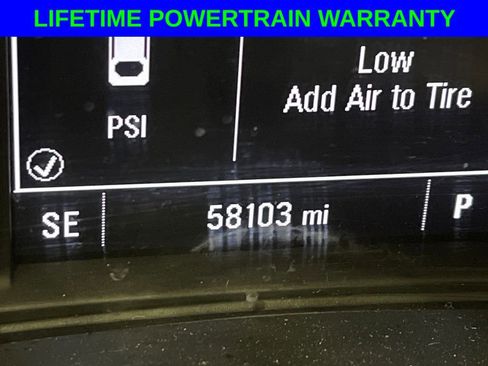 LIFETIME POWERTRAIN WARRANTY
Low
Add Air to Tire
PSI
SE 58103 mi P